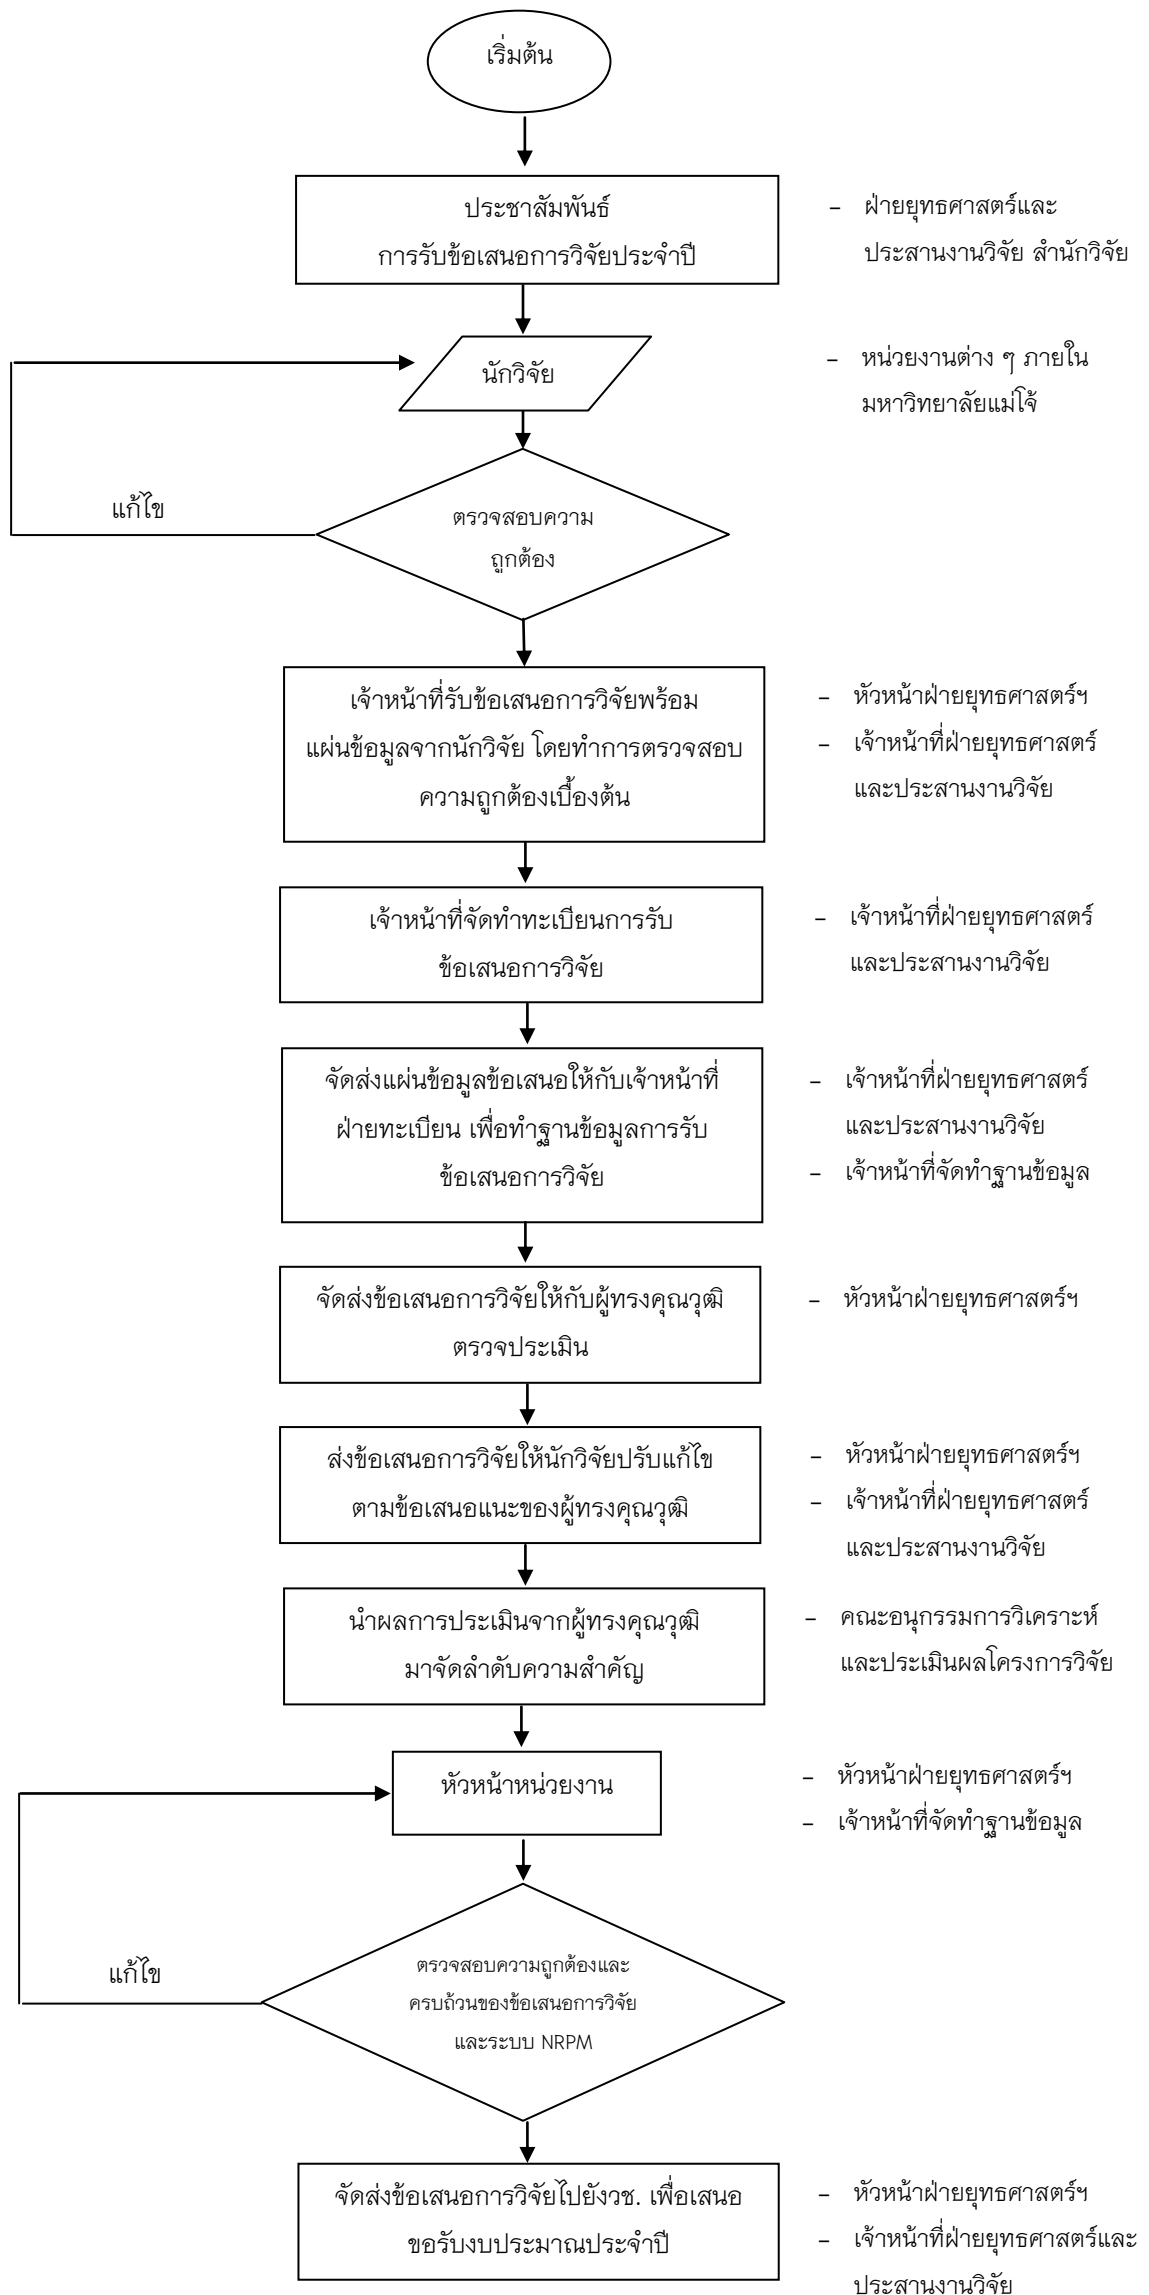 เริ่มต้น
ประชาสัมพันธ์
การรับข้อเสนอการวิจัยประจำปี
- ฝ่ายยุทธศาสตร์และ
ประสานงานวิจัย สำนักวิจัย
นักวิจัย
- หน่วยงานต่าง ๆ ภายใน
มหาวิทยาลัยแม่โจ้
แก้ไข
ตรวจสอบความ
ถูกต้อง
เจ้าหน้าที่รับข้อเสนอการวิจัยพร้อม
แผ่นข้อมูลจากนักวิจัย โดยทำการตรวจสอบ
ความถูกต้องเบื้องต้น
- หัวหน้าฝ่ายยุทธศาสตร์ฯ
- เจ้าหน้าที่ฝ่ายยุทธศาสตร์
และประสานงานวิจัย
เจ้าหน้าที่จัดทำทะเบียนการรับ
ข้อเสนอการวิจัย
- เจ้าหน้าที่ฝ่ายยุทธศาสตร์
และประสานงานวิจัย
จัดส่งแผ่นข้อมูลข้อเสนอให้กับเจ้าหน้าที่
ฝ่ายทะเบียน เพื่อทำฐานข้อมูลการรับ
ข้อเสนอการวิจัย
- เจ้าหน้าที่ฝ่ายยุทธศาสตร์
และประสานงานวิจัย
- เจ้าหน้าที่จัดทำฐานข้อมูล
จัดส่งข้อเสนอการวิจัยให้กับผู้ทรงคุณวุฒิ
ตรวจประเมิน
- หัวหน้าฝ่ายยุทธศาสตร์ฯ
ส่งข้อเสนอการวิจัยให้นักวิจัยปรับแก้ไข
ตามข้อเสนอแนะของผู้ทรงคุณวุฒิ
- หัวหน้าฝ่ายยุทธศาสตร์ฯ
- เจ้าหน้าที่ฝ่ายยุทธศาสตร์
และประสานงานวิจัย
นำผลการประเมินจากผู้ทรงคุณวุฒิ
มาจัดลำดับความสำคัญ
- คณะอนุกรรมการวิเคราะห์
และประเมินผลโครงการวิจัย
หัวหน้าหน่วยงาน
- หัวหน้าฝ่ายยุทธศาสตร์ฯ
- เจ้าหน้าที่จัดทำฐานข้อมูล
แก้ไข
ตรวจสอบความถูกต้องและ
ครบถ้วนของข้อเสนอการวิจัย
และระบบ NRPM
จัดส่งข้อเสนอการวิจัยไปยังวช. เพื่อเสนอ
ขอรับงบประมาณประจำปี
- หัวหน้าฝ่ายยุทธศาสตร์ฯ
- เจ้าหน้าที่ฝ่ายยุทธศาสตร์และ
ประสานงานวิจัย